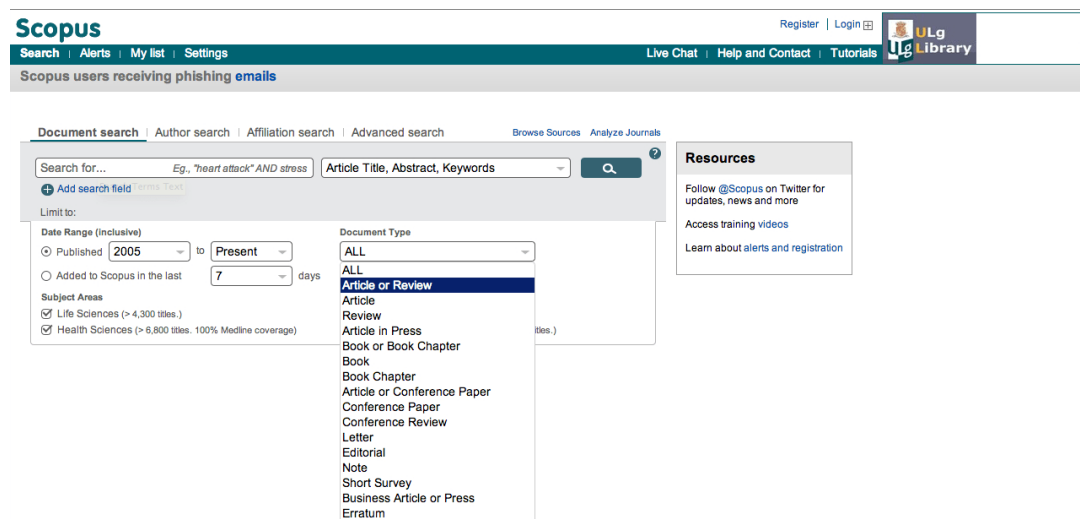 Scopus
Register | Login
ULg Library
Search | Alerts | My list | Settings
Live Chat | Help and Contact | Tutorials
Scopus users receiving phishing emails
Document search | Author search | Affiliation search | Advanced search
Browse Sources Analyze Journals
Search for... Eg., "heart attack" AND stress
Article Title, Abstract, Keywords
?
Add search field
Terms Text
Limit to:
Date Range (inclusive)
Published 2005 to Present
Added to Scopus in the last 7 days
Subject Areas
Life Sciences (> 4,300 titles.)
Health Sciences (> 6,800 titles. 100% Medline coverage)
Document Type
ALL
ALL
Article or Review
Article
Review
Article in Press
Book or Book Chapter
Book
Book Chapter
Article or Conference Paper
Conference Paper
Conference Review
Letter
Editorial
Note
Short Survey
Business Article or Press
Erratum
Resources
Follow @Scopus on Twitter for
updates, news and more
Access training videos
Learn about alerts and registration